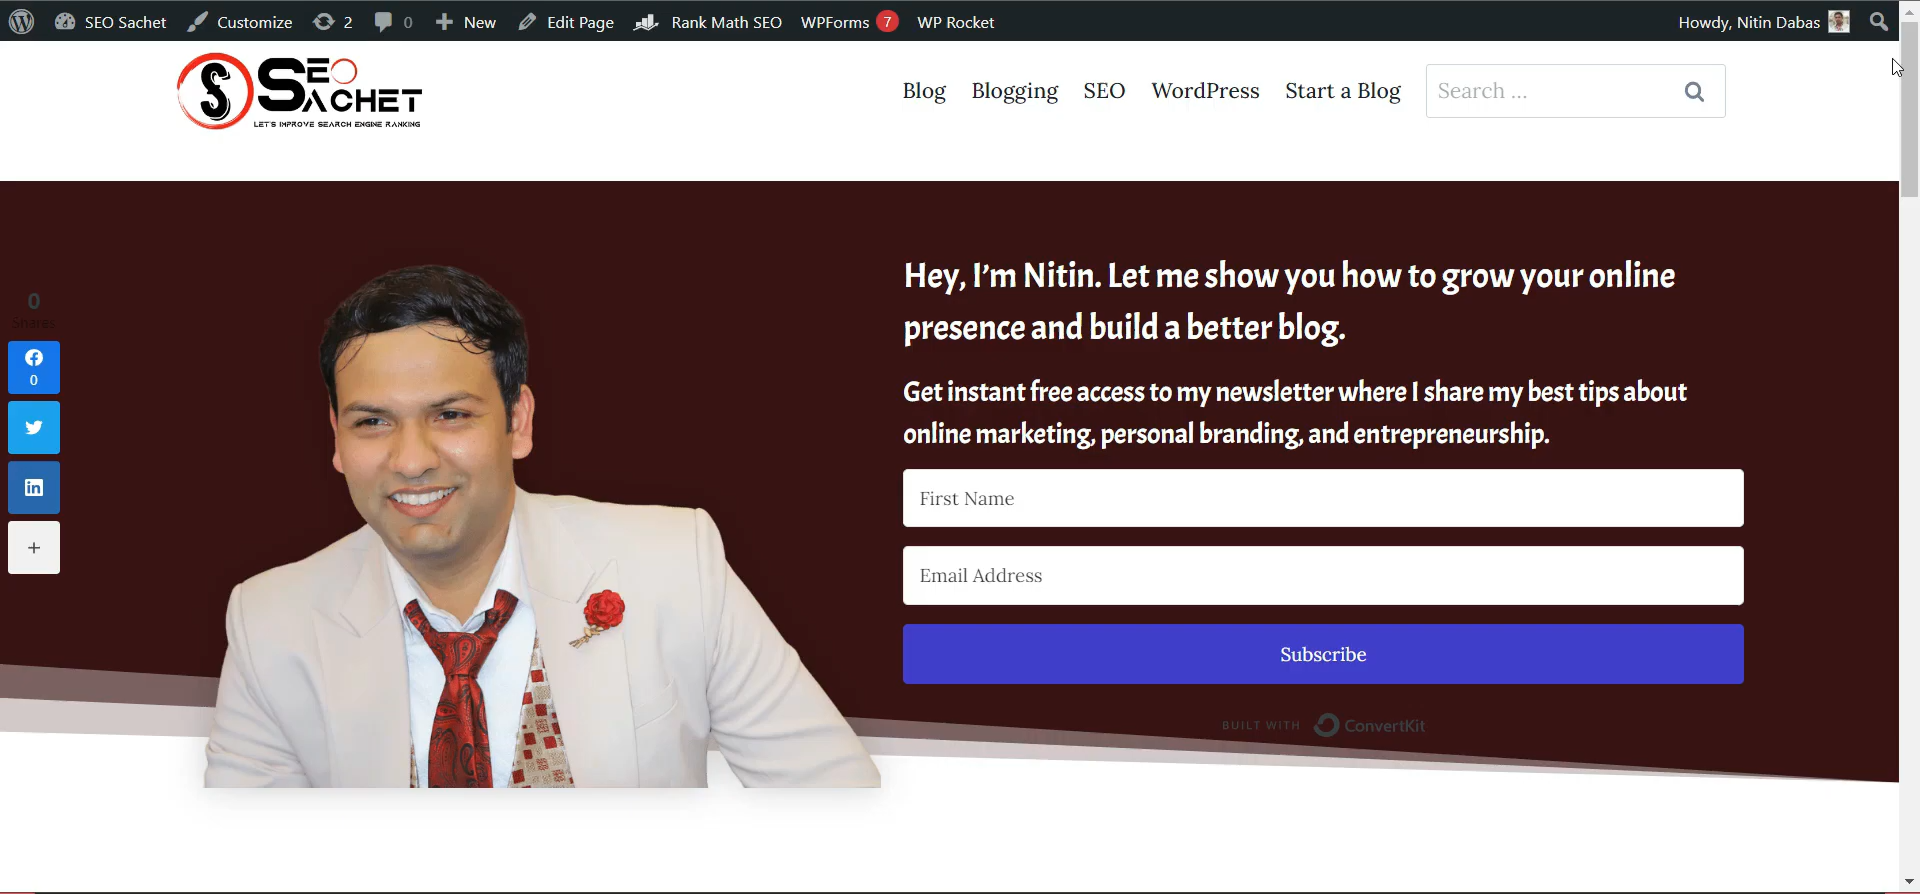 SEO Sachet Customize 2 0 New Edit Page Rank Math SEO WPForms 7 WP Rocket Howdy, Nitin Dabas
SEO SACHET
LET'S IMPROVE SEARCH ENGINE RANKING
Blog Blogging SEO WordPress Start a Blog Search ...
Hey, I'm Nitin. Let me show you how to grow your online
presence and build a better blog.
0
Shares
0
Get instant free access to my newsletter where I share my best tips about
online marketing, personal branding, and entrepreneurship.
First Name
Email Address
Subscribe
BUILT WITH ConvertKit